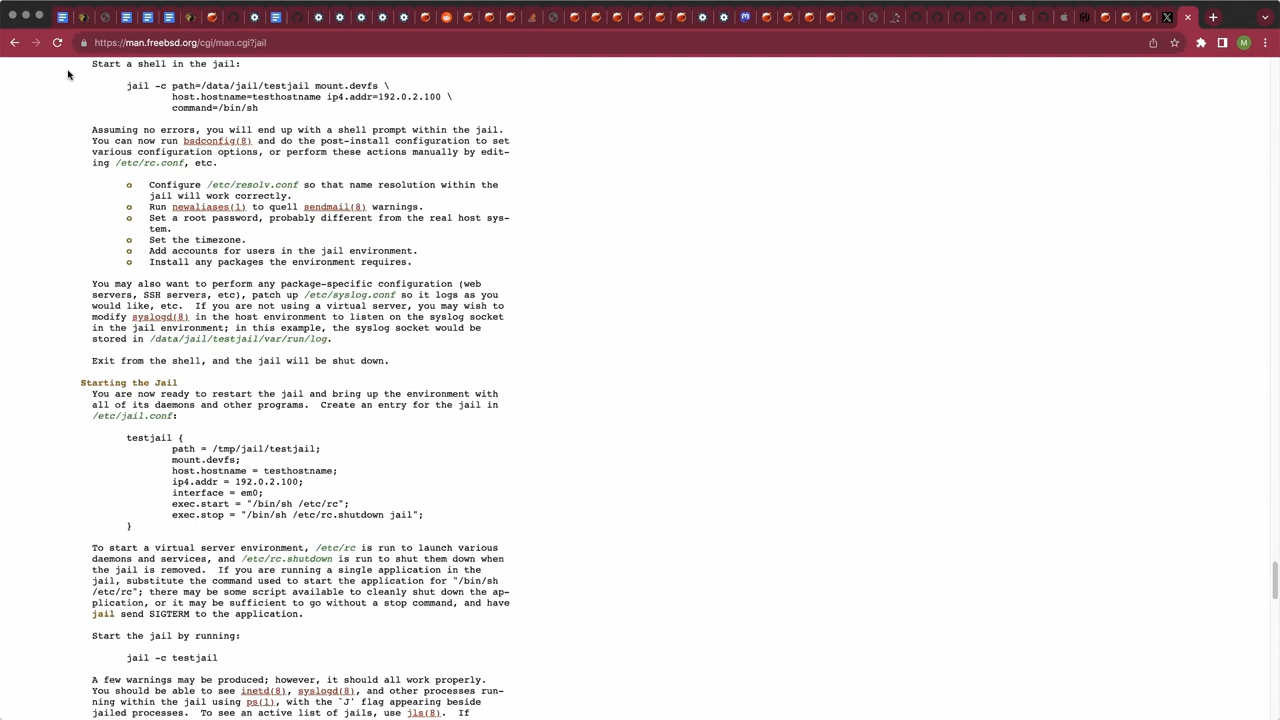 https://man.freebsd.org/cgi/man.cgi?jail
M
Start a shell in the jail:
jail -c path=/data/jail/testjail mount.devfs \
host.hostname=testhostname ip4.addr=192.0.2.100 \
command=/bin/sh
Assuming no errors, you will end up with a shell prompt within the jail.
You can now run bsdconfig(8) and do the post-install configuration to set
various configuration options, or perform these actions manually by edit-
ing /etc/rc.conf, etc.
o Configure /etc/resolv.conf so that name resolution within the
jail will work correctly.
o Run newaliases(1) to quell sendmail(8) warnings.
o Set a root password, probably different from the real host sys-
tem.
o Set the timezone.
o Add accounts for users in the jail environment.
o Install any packages the environment requires.
You may also want to perform any package-specific configuration (web
servers, SSH servers, etc), patch up /etc/syslog.conf so it logs as you
would like, etc. If you are not using a virtual server, you may wish to
modify syslogd(8) in the host environment to listen on the syslog socket
in the jail environment; in this example, the syslog socket would be
stored in /data/jail/testjail/var/run/log.
Exit from the shell, and the jail will be shut down.
Starting the Jail
You are now ready to restart the jail and bring up the environment with
all of its daemons and other programs. Create an entry for the jail in
/etc/jail.conf:
testjail {
path = /tmp/jail/testjail;
mount.devfs;
host.hostname = testhostname;
ip4.addr = 192.0.2.100;
interface = em0;
exec.start = "/bin/sh /etc/rc";
exec.stop = "/bin/sh /etc/rc.shutdown jail";
}
To start a virtual server environment, /etc/rc is run to launch various
daemons and services, and /etc/rc.shutdown is run to shut them down when
the jail is removed. If you are running a single application in the
jail, substitute the command used to start the application for "/bin/sh
/etc/rc"; there may be some script available to cleanly shut down the ap-
plication, or it may be sufficient to go without a stop command, and have
jail send SIGTERM to the application.
Start the jail by running:
jail -c testjail
A few warnings may be produced; however, it should all work properly.
You should be able to see inetd(8), syslogd(8), and other processes run-
ning within the jail using ps(1), with the `J' flag appearing beside
jailed processes. To see an active list of jails, use jls(8). If